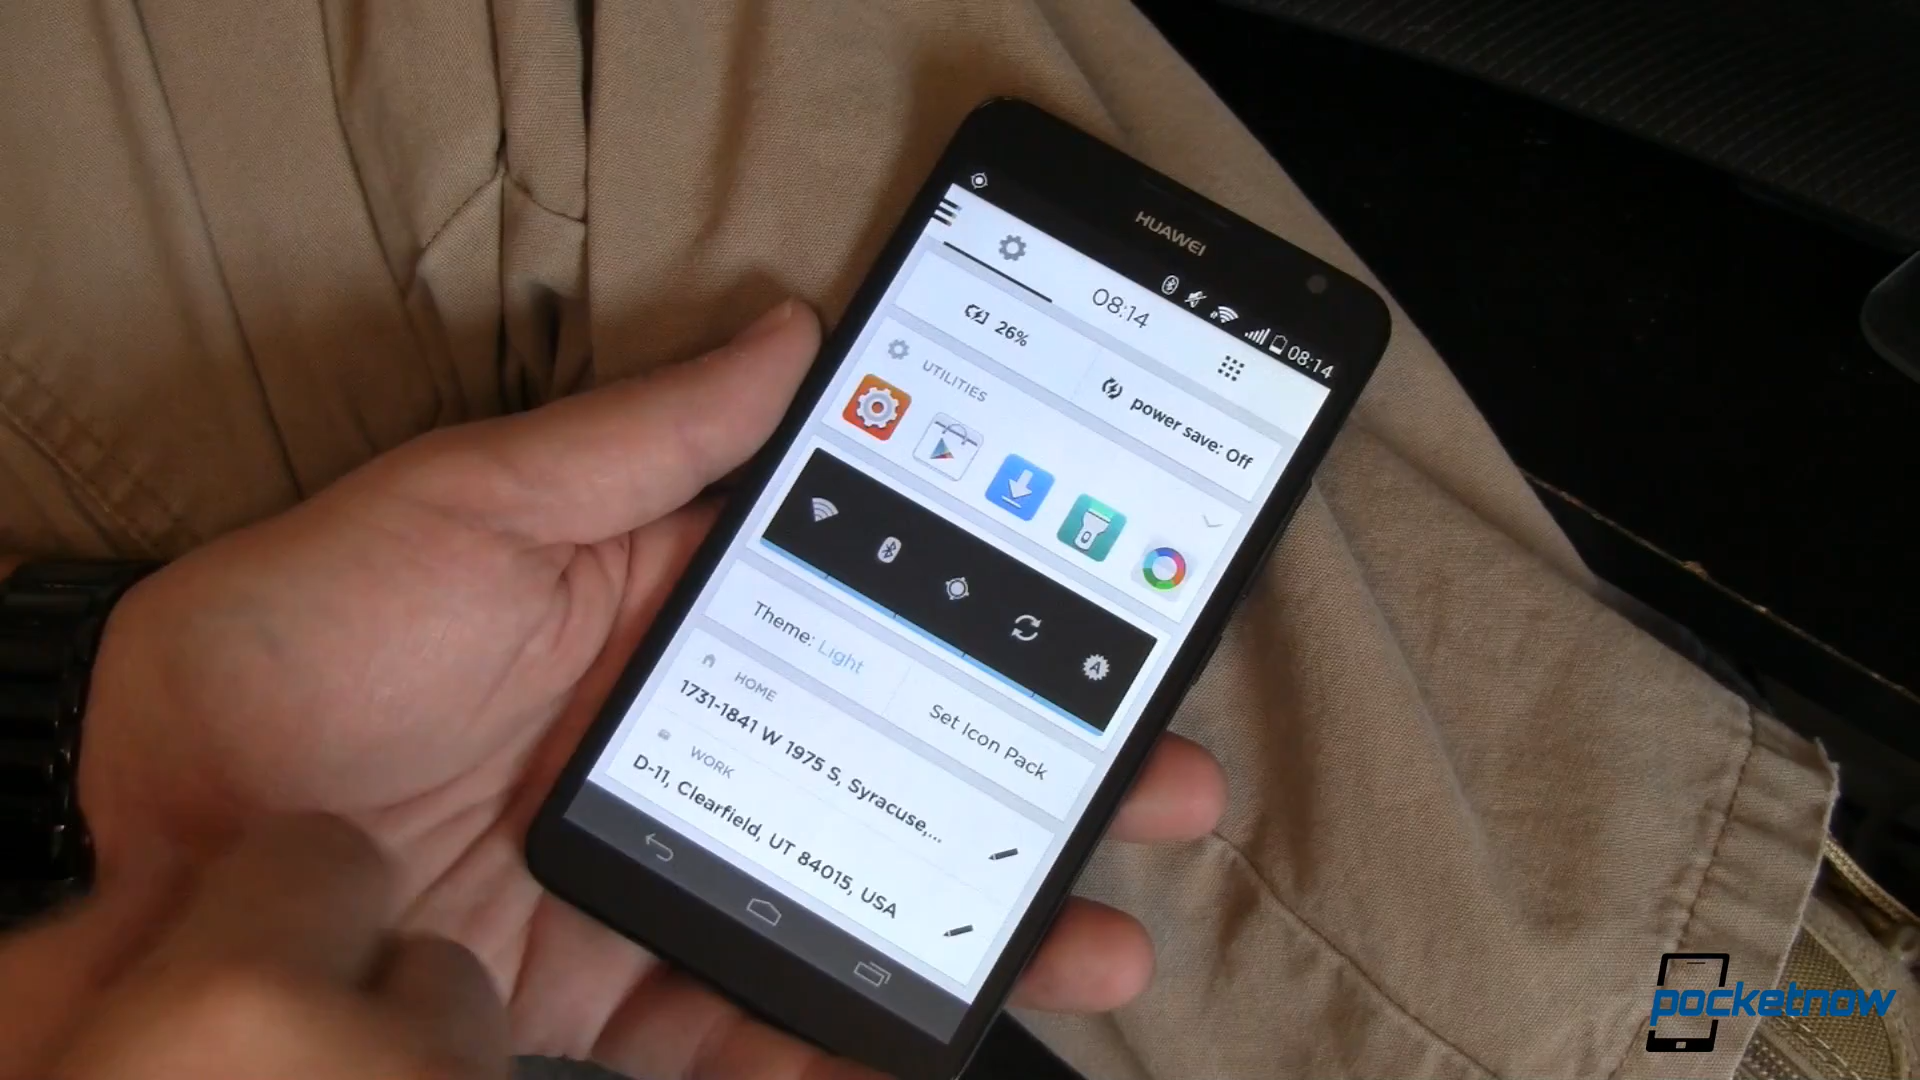 HUAWEI
08:14
08:14
26%
power save: Off
UTILITIES
A
Theme: Light
Set Icon Pack
HOME
1731-1841 W 1975 S, Syracuse,...
WORK
D-11, Clearfield, UT 84015, USA
pocketnow